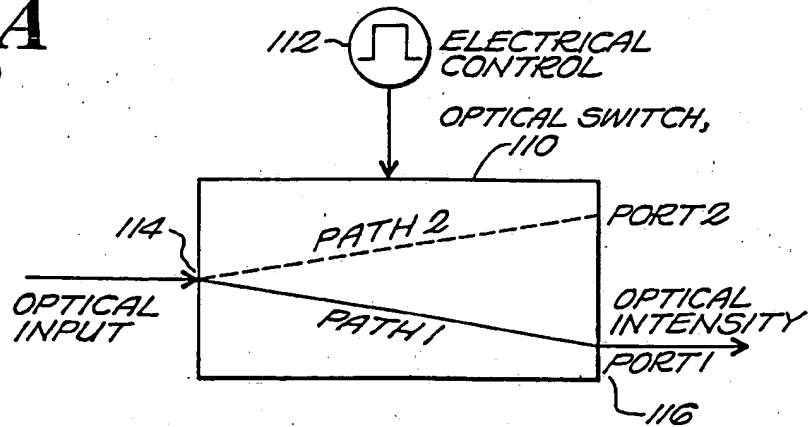 A
112
ELECTRICAL
CONTROL
OPTICAL SWITCH,
110
114
PATH 2
PORT 2
OPTICAL
INPUT
PATH 1
OPTICAL
INTENSITY
PORT 1
116